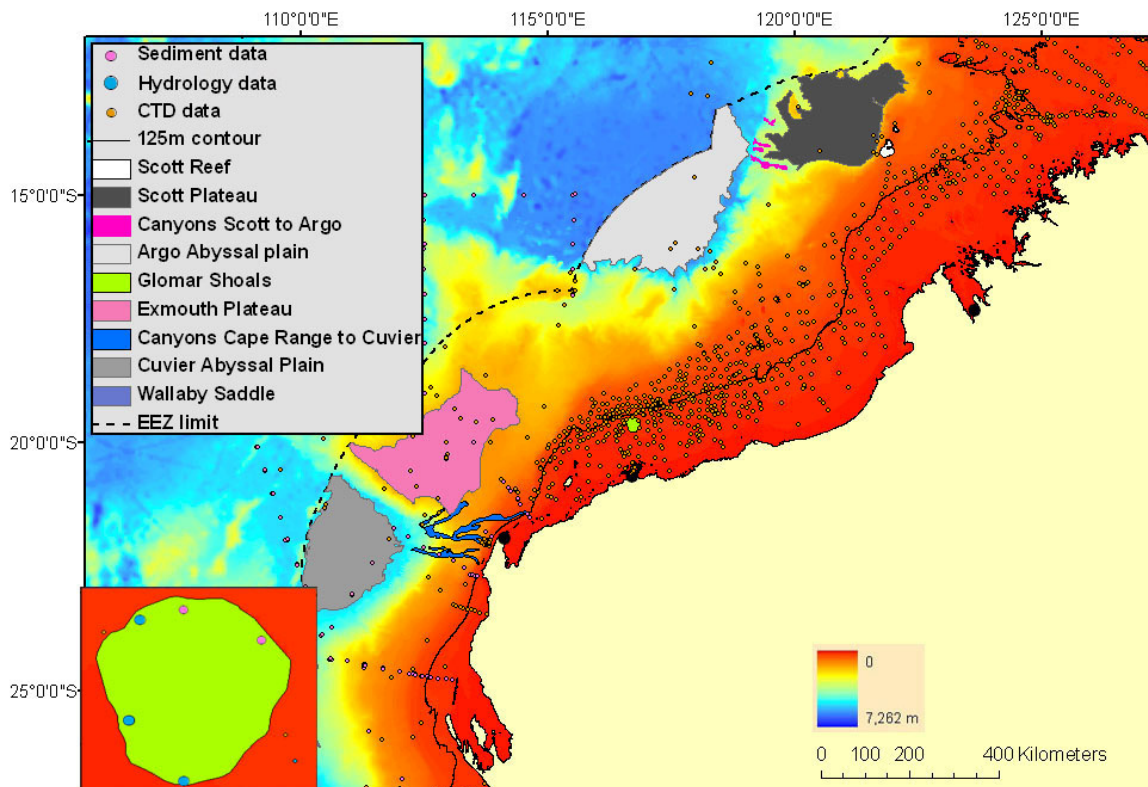 110°0'0"E 115°0'0"E 120°0'0"E 125°0'0"E
Sediment data
Hydrology data
CTD data
125m contour
Scott Reef
Scott Plateau
Canyons Scott to Argo
Argo Abyssal plain
Glomar Shoals
Exmouth Plateau
Canyons Cape Range to Cuvier
Cuvier Abyssal Plain
Wallaby Saddle
EEZ limit
15°0'0"S
20°0'0"S
25°0'0"S
0
7,262 m
0 100 200 400 Kilometers